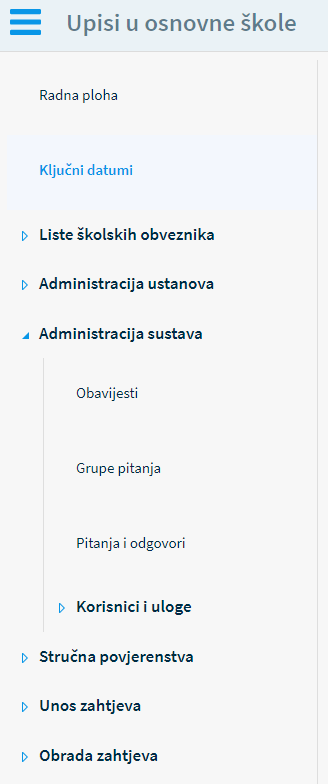 Upisi u osnovne škole
Radna ploha
Ključni datumi
Liste školskih obveznika
Administracija ustanova
Administracija sustava
Obavijesti
Grupe pitanja
Pitanja i odgovori
Korisnici i uloge
Stručna povjerenstva
Unos zahtjeva
Obrada zahtjeva